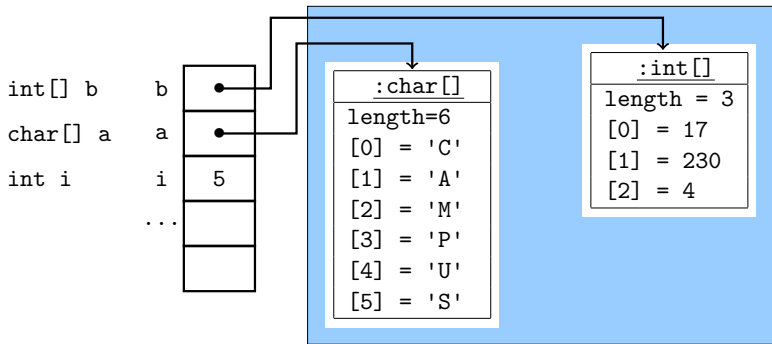 int[] b b
char[] a a
int i i 5
...
:char[]
length=6
[0] = 'C'
[1] = 'A'
[2] = 'M'
[3] = 'P'
[4] = 'U'
[5] = 'S'
:int[]
length = 3
[0] = 17
[1] = 230
[2] = 4